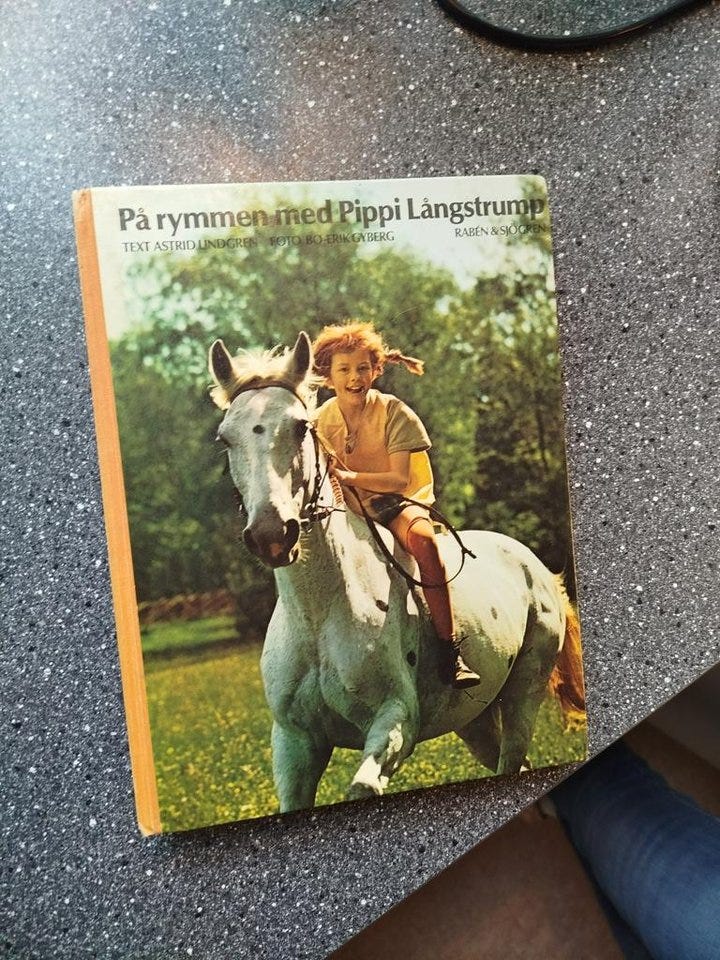 På rymmen med Pippi Långstrump
TEXT ASTRID LINDGREN FOTO BO-ERIK GYBERG RABÉN & SJÖGREN